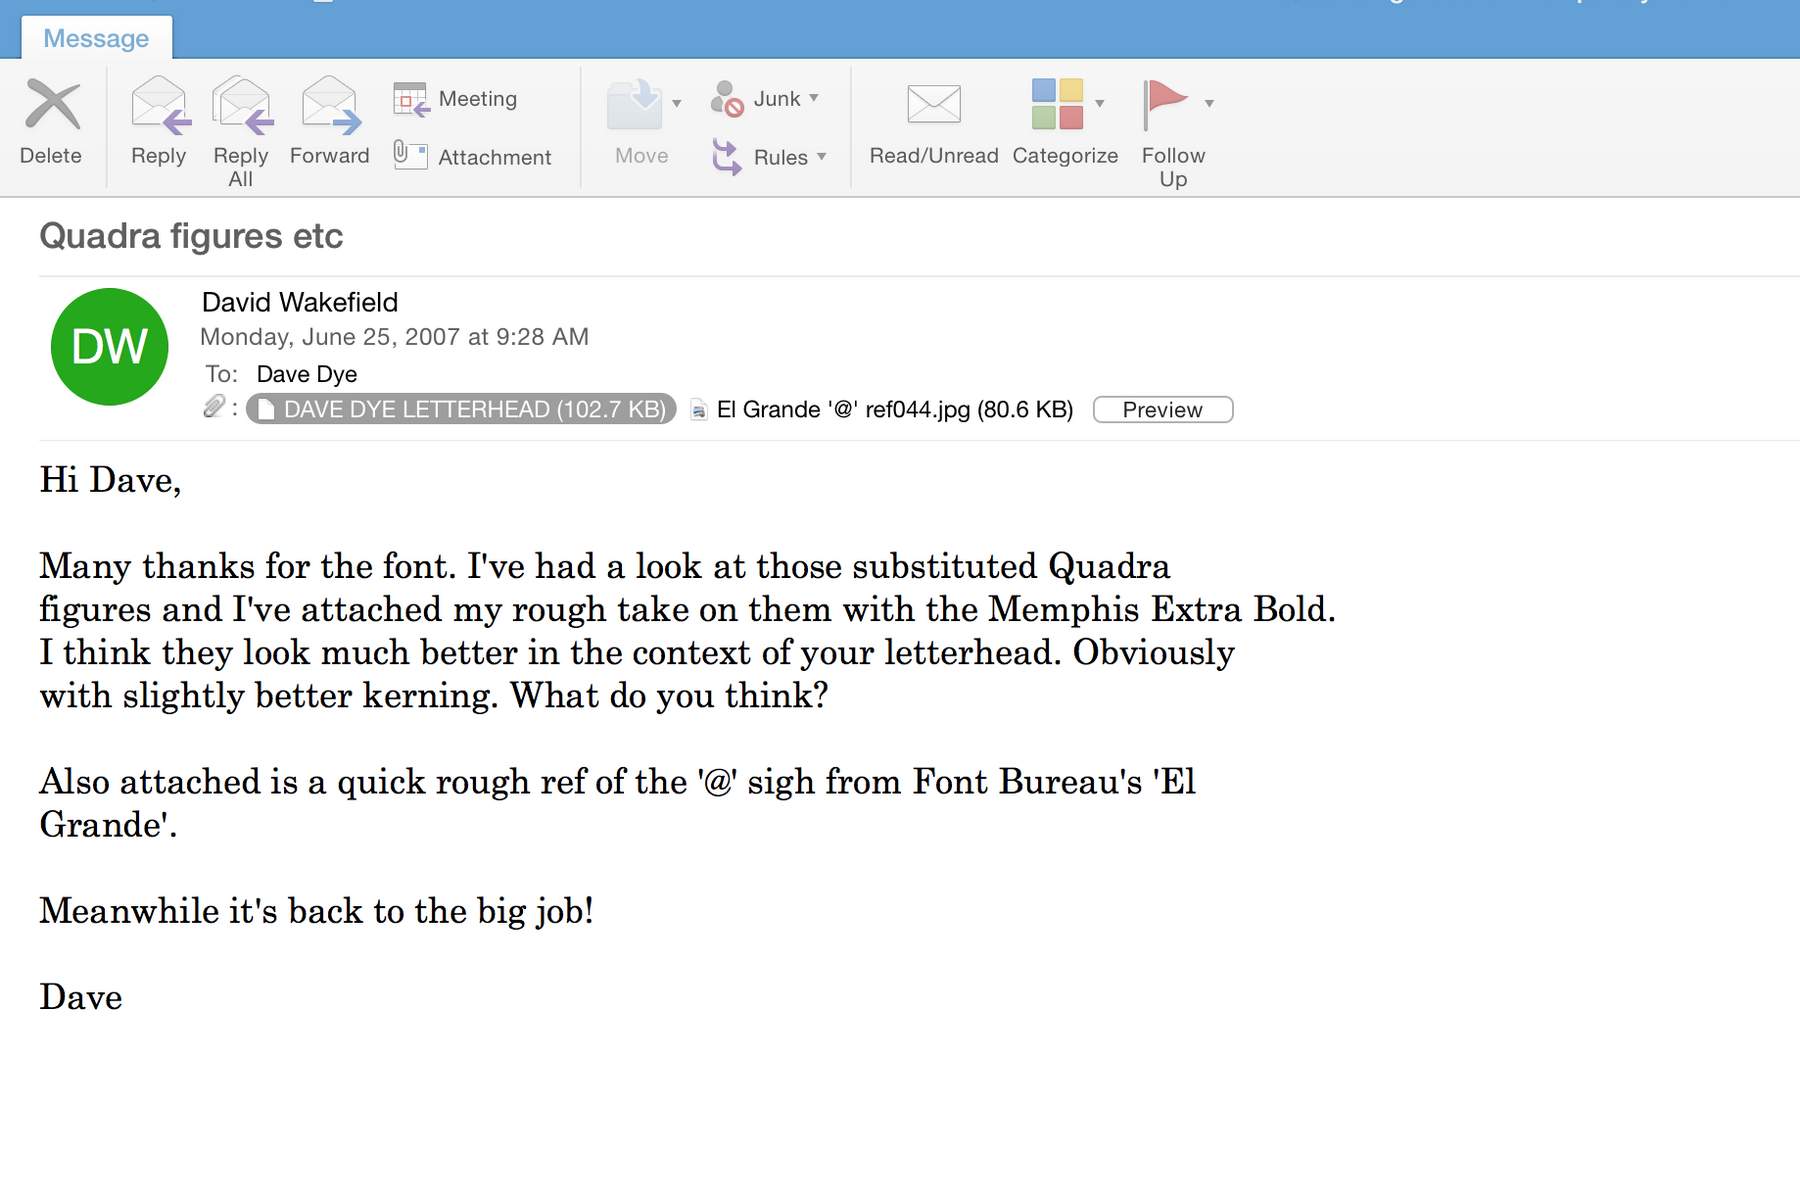 Message
Delete
Reply
Reply All
Forward
Meeting
Attachment
Move
Junk
Rules
Read/Unread
Categorize
Follow Up
Quadra figures etc
DW
David Wakefield
Monday, June 25, 2007 at 9:28 AM
To: Dave Dye
: DAVE DYE LETTERHEAD (102.7 KB) El Grande '@' ref044.jpg (80.6 KB) Preview
Hi Dave,
Many thanks for the font. I've had a look at those substituted Quadra
figures and I've attached my rough take on them with the Memphis Extra Bold.
I think they look much better in the context of your letterhead. Obviously
with slightly better kerning. What do you think?
Also attached is a quick rough ref of the '@' sigh from Font Bureau's 'El
Grande'.
Meanwhile it's back to the big job!
Dave